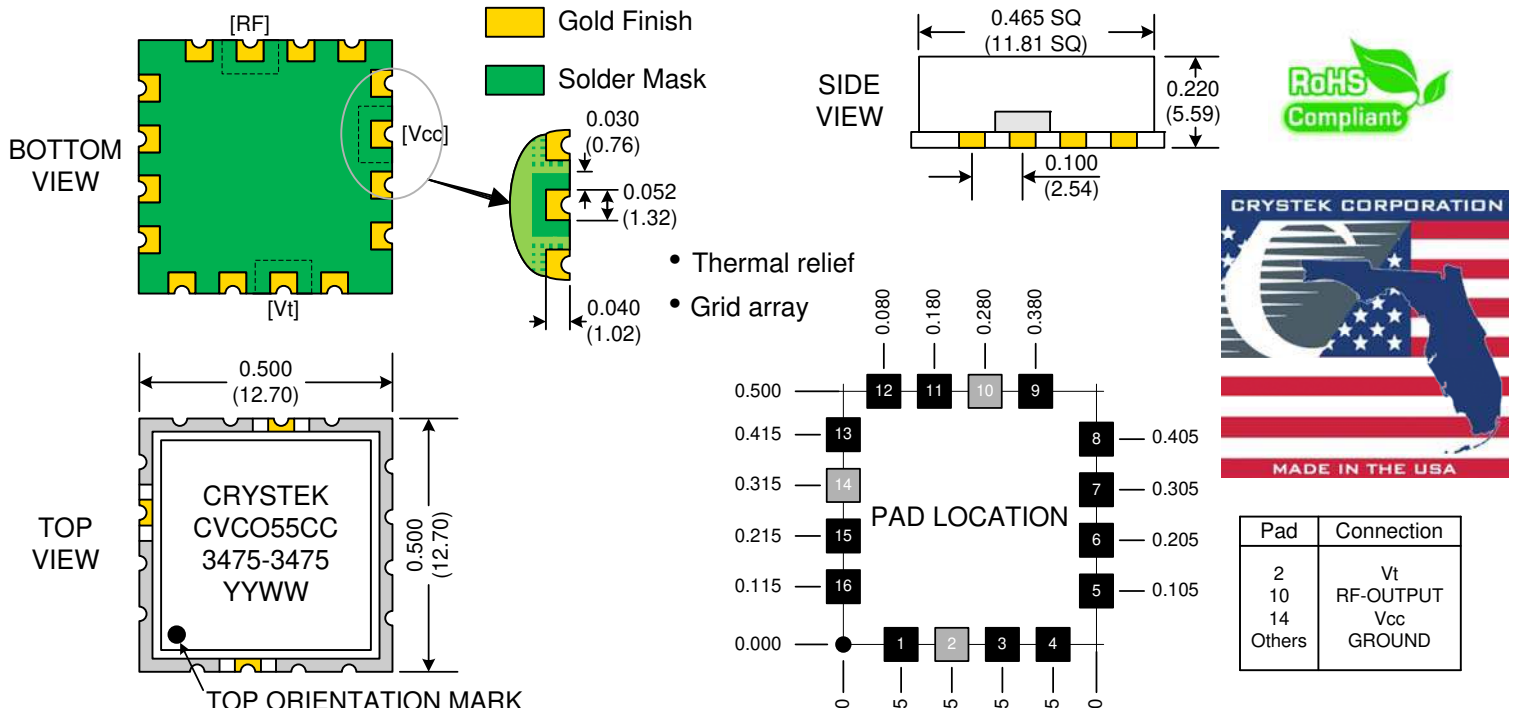 [RF]
Gold Finish
Solder Mask
BOTTOM
VIEW
[Vcc]
[Vt]
0.030
(0.76)
0.052
(1.32)
0.040
(1.02)
• Thermal relief
• Grid array
SIDE
VIEW
0.465 SQ
(11.81 SQ)
0.220
(5.59)
0.100
(2.54)
RoHS
Compliant
CRYSTEK CORPORATION
MADE IN THE USA
TOP
VIEW
0.500
(12.70)
0.500
(12.70)
CRYSTEK
CVCO55CC
3475-3475
YYWW
TOP ORIENTATION MARK
0.080 0.180 0.280 0.380
0.500 12 11 10 9
0.415 13 8 0.405
0.315 14 7 0.305
PAD LOCATION
0.215 15 6 0.205
0.115 16 5 0.105
0.000 1 2 3 4
Pad Connection
2 Vt
10 RF-OUTPUT
14 Vcc
Others GROUND